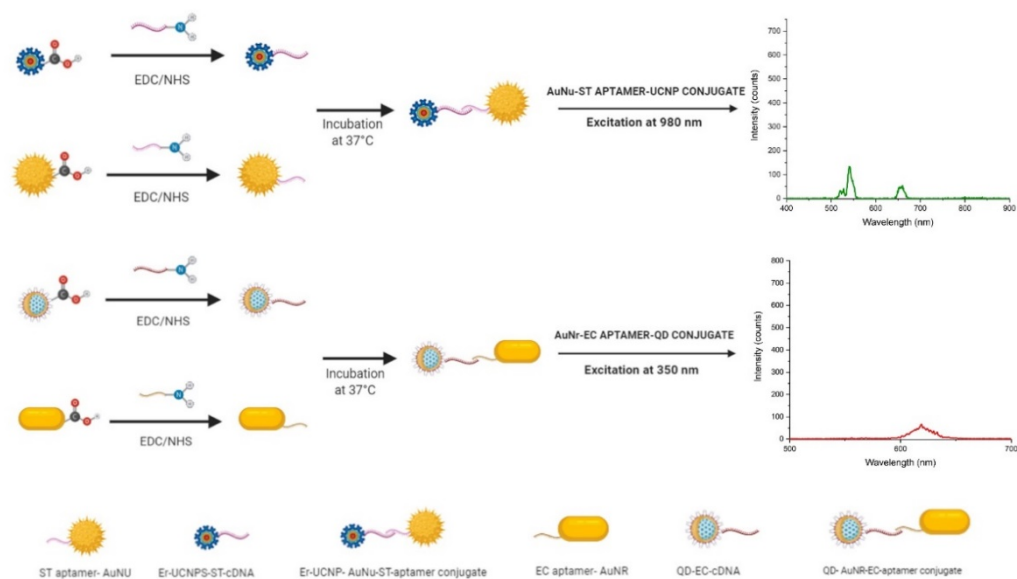 EDC/NHS
EDC/NHS
Incubation
at 37°C
AuNu-ST APTAMER-UCNP CONJUGATE
Excitation at 980 nm
Intensity (counts)
700
600
500
400
300
200
100
0
400 500 600 700 800 900
Wavelength (nm)
EDC/NHS
EDC/NHS
Incubation
at 37°C
AuNr-EC APTAMER-QD CONJUGATE
Excitation at 350 nm
Intensity (counts)
800
700
600
500
400
300
200
100
0
500 600 700
Wavelength (nm)
ST aptamer- AuNU
Er-UCNPS-ST-cDNA
Er-UCNP- AuNu-ST-aptamer conjugate
EC aptamer- AuNR
QD-EC-cDNA
QD- AuNR-EC-aptamer conjugate